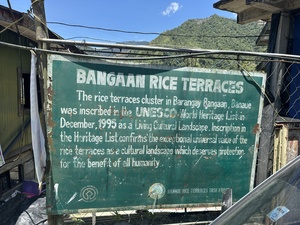 BANGAAN RICE TERRACES
The rice terraces cluster in Barangay Bangaan, Banaue
was inscribed in the UNESCO World Heritage List in
December, 1995 as a Living Cultural Landscape. Inscription in
the Heritage List confirms the exceptional universal value of the
rice terraces as a cultural landscape which deserves protection
for the benefit of all humanity.
RICE TERRACES